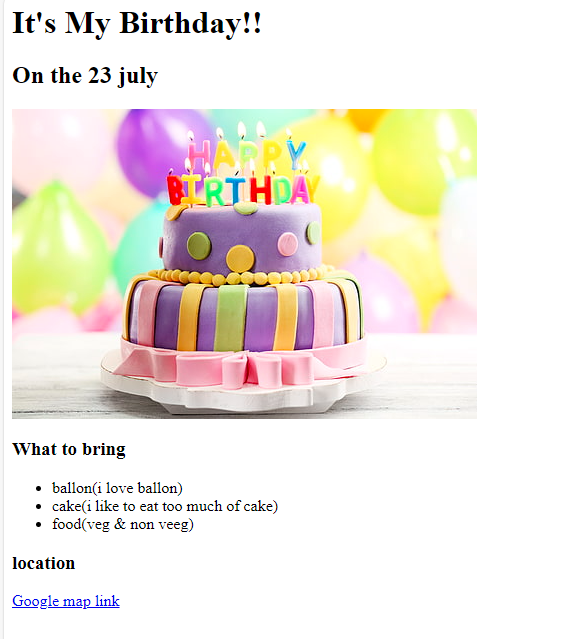 It's My Birthday!!
On the 23 july
HAPPY
BIRTHDAY
What to bring
ballon(i love ballon)
cake(i like to eat too much of cake)
food(veg & non veeg)
location
Google map link